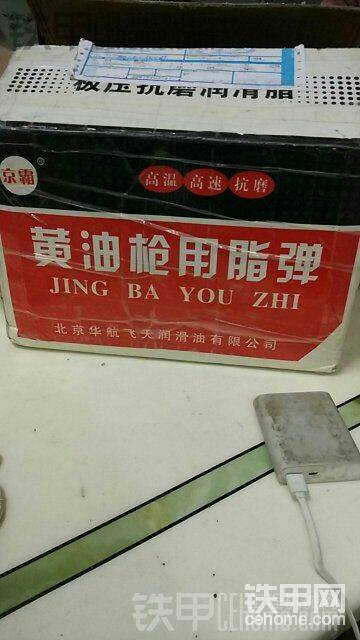 极压抗磨润滑脂
京霸®
高温 高速 抗磨
黄油枪用脂弹
JING BA YOU ZHI
北京华航飞天润滑油有限公司
铁甲网
cehome.com